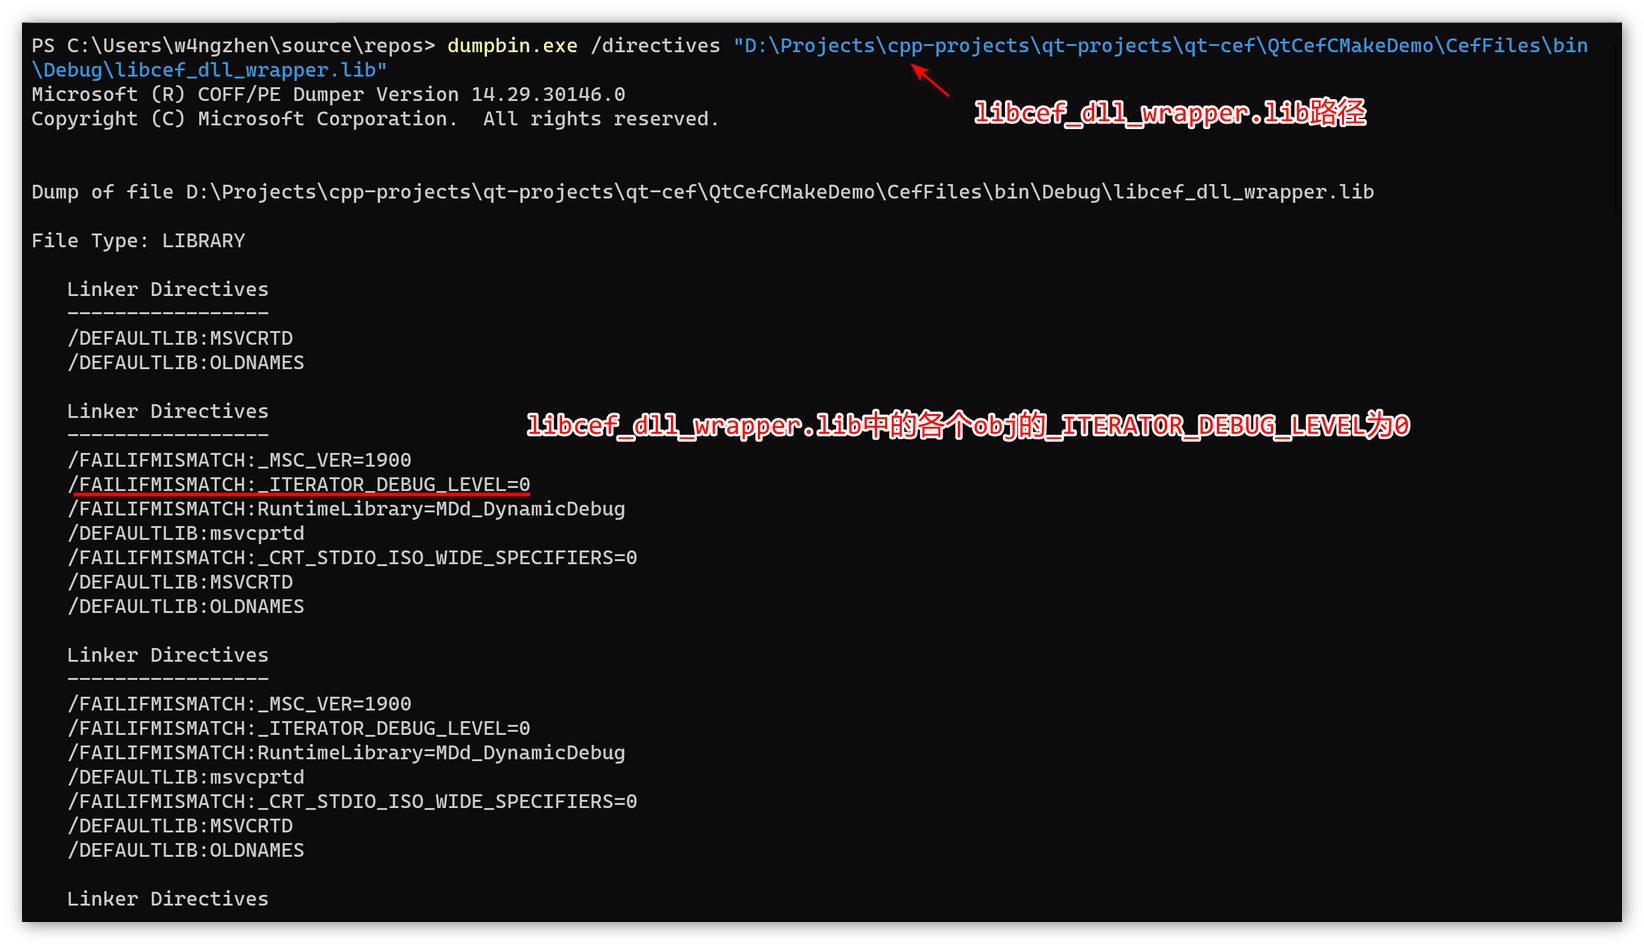 PS C:\Users\w4ngzhen\source\repos> dumpbin.exe /directives "D:\Projects\cpp-projects\qt-projects\qt-cef\QtCefCMakeDemo\CefFiles\bin
\Debug\libcef_dll_wrapper.lib"
Microsoft (R) COFF/PE Dumper Version 14.29.30146.0
libcef_dll_wrapper.lib路径
Copyright (C) Microsoft Corporation.  All rights reserved.
Dump of file D:\Projects\cpp-projects\qt-projects\qt-cef\QtCefCMakeDemo\CefFiles\bin\Debug\libcef_dll_wrapper.lib
File Type: LIBRARY
Linker Directives
-----------------
/DEFAULTLIB:MSVCRTD
/DEFAULTLIB:OLDNAMES
Linker Directives
libcef_dll_wrapper.lib中的各个obj的_ITERATOR_DEBUG_LEVEL为0
-----------------
/FAILIFMISMATCH:_MSC_VER=1900
/FAILIFMISMATCH:_ITERATOR_DEBUG_LEVEL=0
/FAILIFMISMATCH:RuntimeLibrary=MDd_DynamicDebug
/DEFAULTLIB:msvcprtd
/FAILIFMISMATCH:_CRT_STDIO_ISO_WIDE_SPECIFIERS=0
/DEFAULTLIB:MSVCRTD
/DEFAULTLIB:OLDNAMES
Linker Directives
-----------------
/FAILIFMISMATCH:_MSC_VER=1900
/FAILIFMISMATCH:_ITERATOR_DEBUG_LEVEL=0
/FAILIFMISMATCH:RuntimeLibrary=MDd_DynamicDebug
/DEFAULTLIB:msvcprtd
/FAILIFMISMATCH:_CRT_STDIO_ISO_WIDE_SPECIFIERS=0
/DEFAULTLIB:MSVCRTD
/DEFAULTLIB:OLDNAMES
Linker Directives